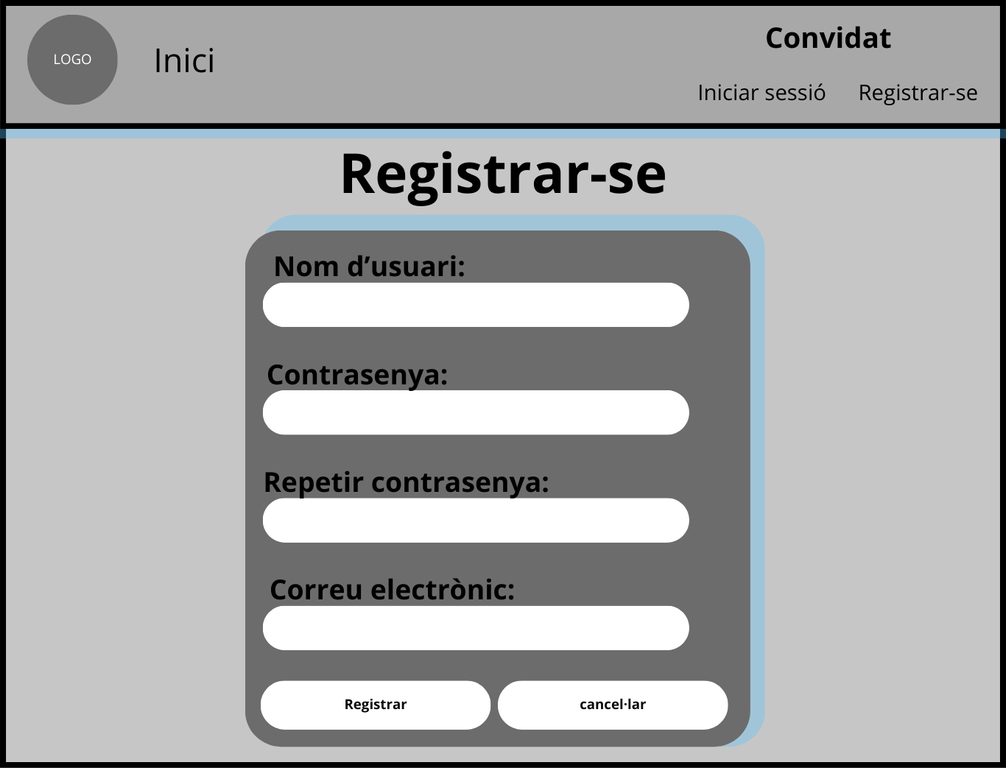 LOGO
Inici
Convidat
Iniciar sessió
Registrar-se
Registrar-se
Nom d’usuari:
Contrasenya:
Repetir contrasenya:
Correu electrònic:
Registrar
cancel·lar